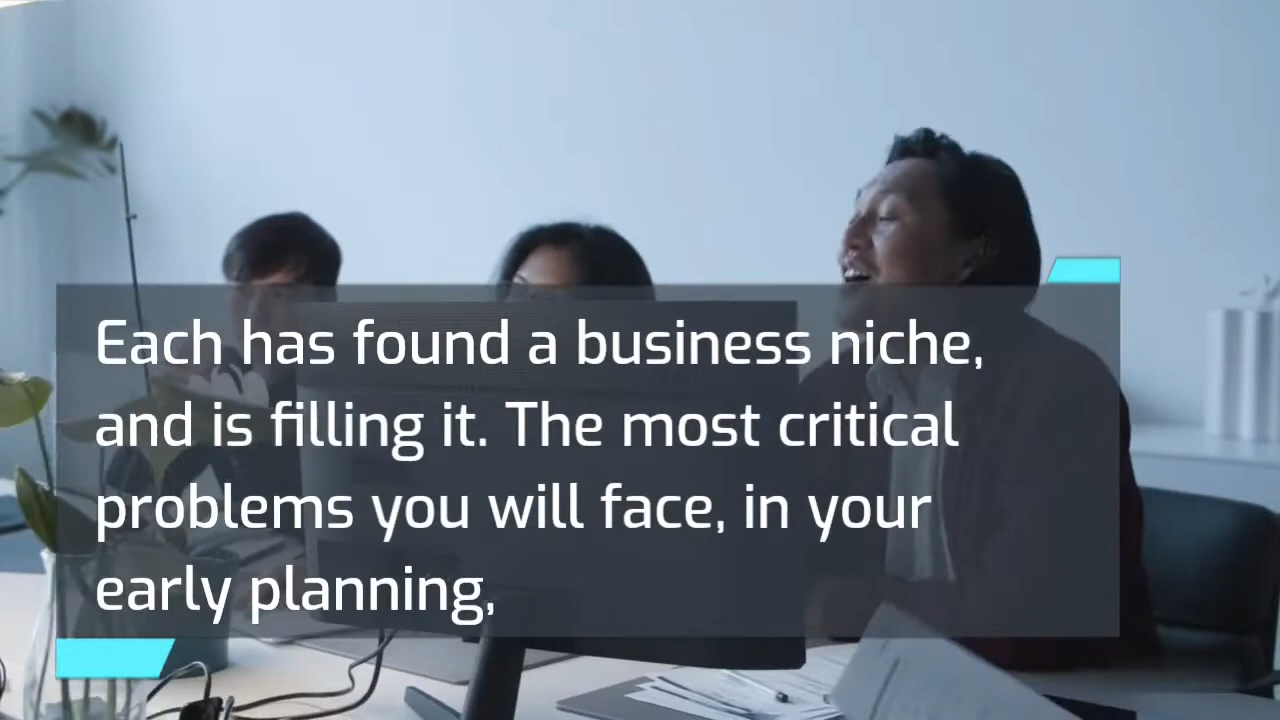 Each has found a business niche,
and is filling it. The most critical
problems you will face, in your
early planning,